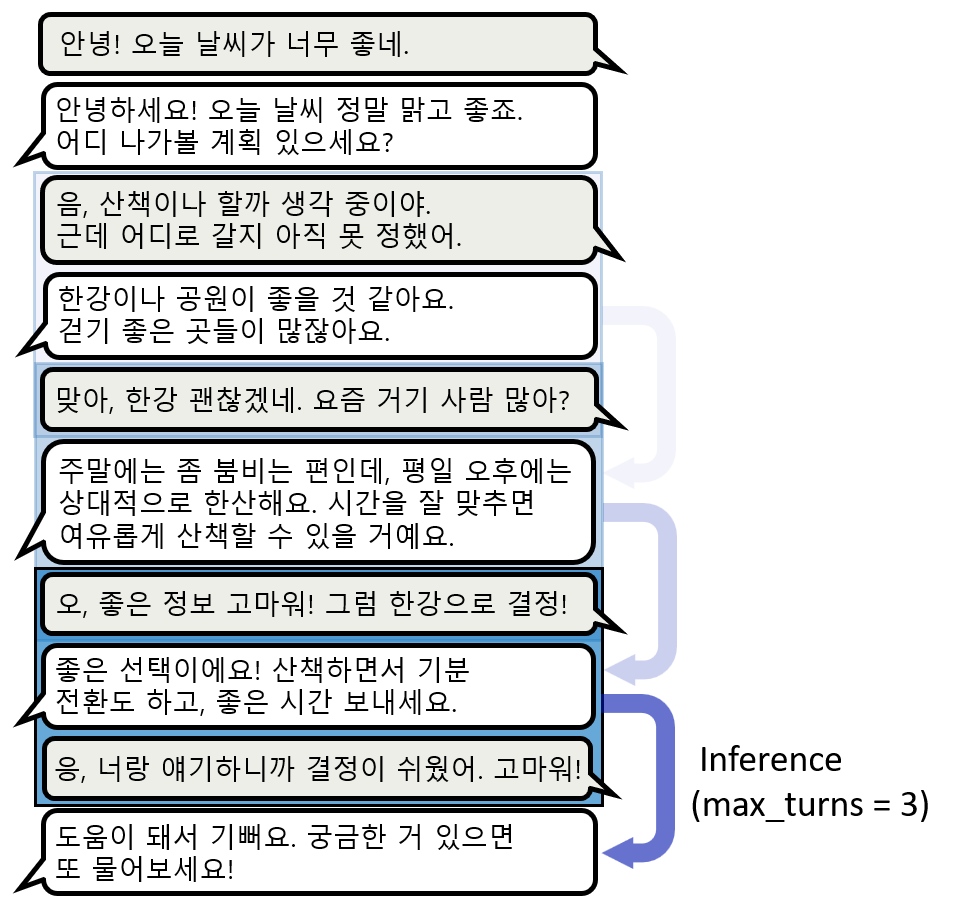 안녕! 오늘 날씨가 너무 좋네.
안녕하세요! 오늘 날씨 정말 맑고 좋죠.
어디 나가볼 계획 있으세요?
음, 산책이나 할까 생각 중이야.
근데 어디로 갈지 아직 못 정했어.
한강이나 공원이 좋을 것 같아요.
걷기 좋은 곳들이 많잖아요.
맞아, 한강 괜찮겠네. 요즘 거기 사람 많아?
주말에는 좀 붐비는 편인데, 평일 오후에는
상대적으로 한산해요. 시간을 잘 맞추면
여유롭게 산책할 수 있을 거예요.
오, 좋은 정보 고마워! 그럼 한강으로 결정!
좋은 선택이에요! 산책하면서 기분
전환도 하고, 좋은 시간 보내세요.
응, 너랑 얘기하니까 결정이 쉬웠어. 고마워!
도움이 돼서 기뻐요. 궁금한 거 있으면
또 물어보세요!
Inference
(max_turns = 3)